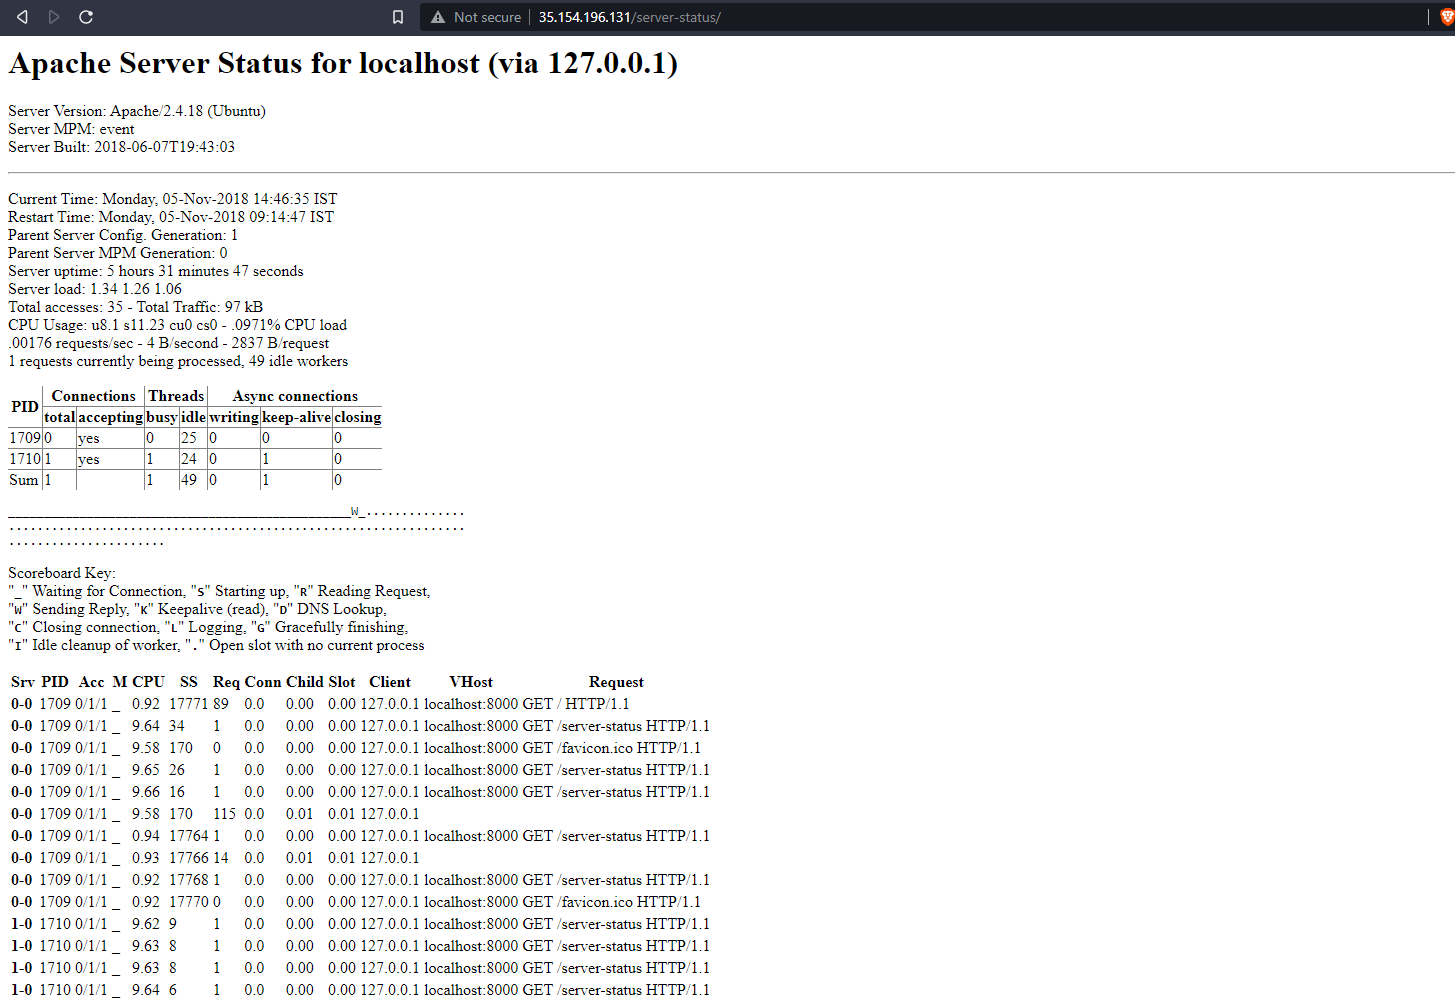 Not secure 35.154.196.131/server-status/
Apache Server Status for localhost (via 127.0.0.1)
Server Version: Apache/2.4.18 (Ubuntu)
Server MPM: event
Server Built: 2018-06-07T19:43:03
Current Time: Monday, 05-Nov-2018 14:46:35 IST
Restart Time: Monday, 05-Nov-2018 09:14:47 IST
Parent Server Config. Generation: 1
Parent Server MPM Generation: 0
Server uptime: 5 hours 31 minutes 47 seconds
Server load: 1.34 1.26 1.06
Total accesses: 35 - Total Traffic: 97 kB
CPU Usage: u8.1 s11.23 cu0 cs0 - .0971% CPU load
.00176 requests/sec - 4 B/second - 2837 B/request
1 requests currently being processed, 49 idle workers
PID Connections Threads Async connections
total accepting busy idle writing keep-alive closing
1709 0 yes 0 25 0 0 0
1710 1 yes 1 24 0 1 0
Sum 1 1 49 0 1 0
________________________________________________W_..............
................................................................
......................
Scoreboard Key:
"_" Waiting for Connection, "S" Starting up, "R" Reading Request,
"W" Sending Reply, "K" Keepalive (read), "D" DNS Lookup,
"C" Closing connection, "L" Logging, "G" Gracefully finishing,
"I" Idle cleanup of worker, "." Open slot with no current process
Srv PID Acc M CPU SS Req Conn Child Slot Client VHost Request
0-0 1709 0/1/1 _ 0.92 17771 89 0.0 0.00 0.00 127.0.0.1 localhost:8000 GET / HTTP/1.1
0-0 1709 0/1/1 _ 9.64 34 1 0.0 0.00 0.00 127.0.0.1 localhost:8000 GET /server-status HTTP/1.1
0-0 1709 0/1/1 _ 9.58 170 0 0.0 0.00 0.00 127.0.0.1 localhost:8000 GET /favicon.ico HTTP/1.1
0-0 1709 0/1/1 _ 9.65 26 1 0.0 0.00 0.00 127.0.0.1 localhost:8000 GET /server-status HTTP/1.1
0-0 1709 0/1/1 _ 9.66 16 1 0.0 0.00 0.00 127.0.0.1 localhost:8000 GET /server-status HTTP/1.1
0-0 1709 0/1/1 _ 9.58 170 115 0.0 0.01 0.01 127.0.0.1
0-0 1709 0/1/1 _ 0.94 17764 1 0.0 0.00 0.00 127.0.0.1 localhost:8000 GET /server-status HTTP/1.1
0-0 1709 0/1/1 _ 0.93 17766 14 0.0 0.01 0.01 127.0.0.1
0-0 1709 0/1/1 _ 0.92 17768 1 0.0 0.00 0.00 127.0.0.1 localhost:8000 GET /server-status HTTP/1.1
0-0 1709 0/1/1 _ 0.92 17770 0 0.0 0.00 0.00 127.0.0.1 localhost:8000 GET /favicon.ico HTTP/1.1
1-0 1710 0/1/1 _ 9.62 9 1 0.0 0.00 0.00 127.0.0.1 localhost:8000 GET /server-status HTTP/1.1
1-0 1710 0/1/1 _ 9.63 8 1 0.0 0.00 0.00 127.0.0.1 localhost:8000 GET /server-status HTTP/1.1
1-0 1710 0/1/1 _ 9.63 8 1 0.0 0.00 0.00 127.0.0.1 localhost:8000 GET /server-status HTTP/1.1
1-0 1710 0/1/1 _ 9.64 6 1 0.0 0.00 0.00 127.0.0.1 localhost:8000 GET /server-status HTTP/1.1